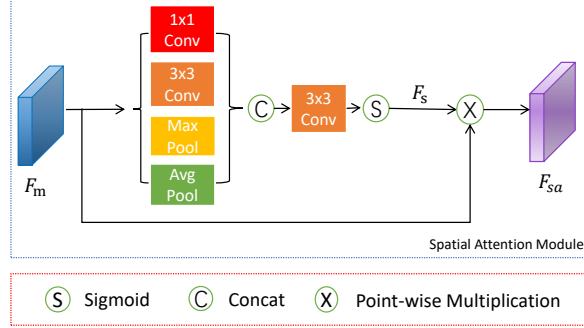 1x1
Conv
3x3
Conv
Max
Pool
Avg
Pool
F_m
C
3x3
Conv
S
F_s
X
F_sa
Spatial Attention Module
S Sigmoid
C Concat
X Point-wise Multiplication